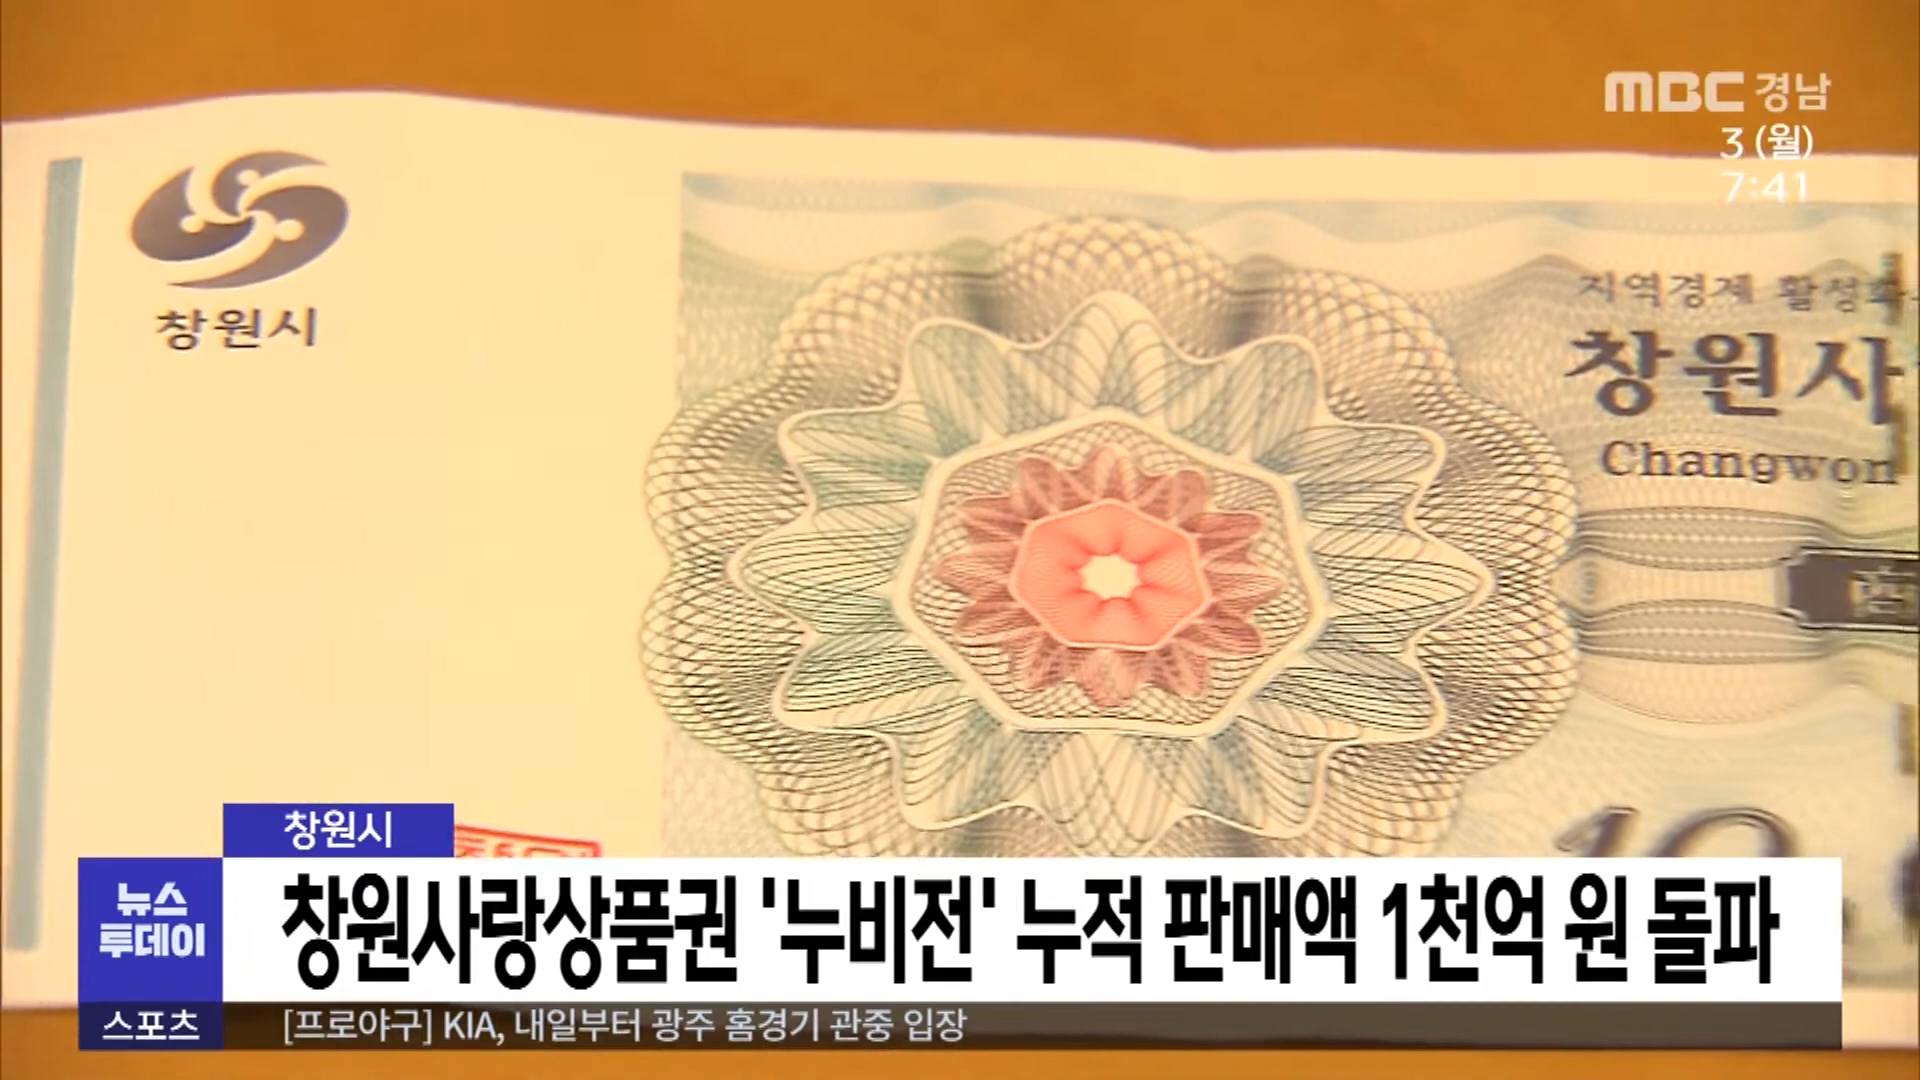 MBC 경남
3 (월)
7:41
창원시
지역경제 활성화
창원사
Changwon
10
창원시
뉴스
투데이
창원사랑상품권 '누비전' 누적 판매액 1천억 원 돌파
스포츠
[프로야구] KIA, 내일부터 광주 홈경기 관중 입장